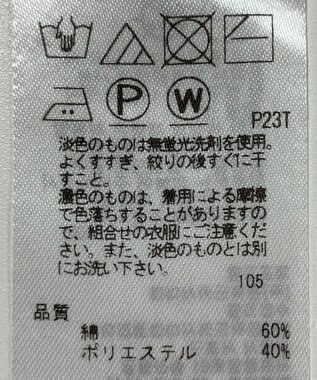 P W
P23T
淡色のものは無蛍光洗剤を使用。
よくすすぎ、絞りの後すぐに干
すこと。
濃色のものは、着用による摩擦
で色落ちすることがありますの
で、組合せの衣服にご注意くだ
さい。また、淡色のものとは別
にお洗い下さい。
105
品質
綿 60%
ポリエステル 40%